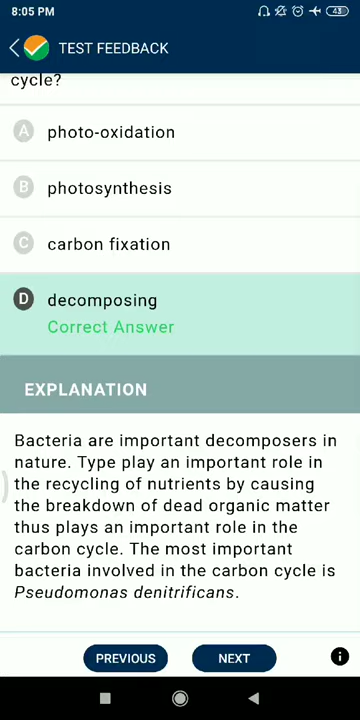 8:05 PM
43
TEST FEEDBACK
cycle?
A photo-oxidation
B photosynthesis
C carbon fixation
D decomposing
Correct Answer
EXPLANATION
Bacteria are important decomposers in
nature. Type play an important role in
the recycling of nutrients by causing
the breakdown of dead organic matter
thus plays an important role in the
carbon cycle. The most important
bacteria involved in the carbon cycle is
Pseudomonas denitrificans.
PREVIOUS
NEXT